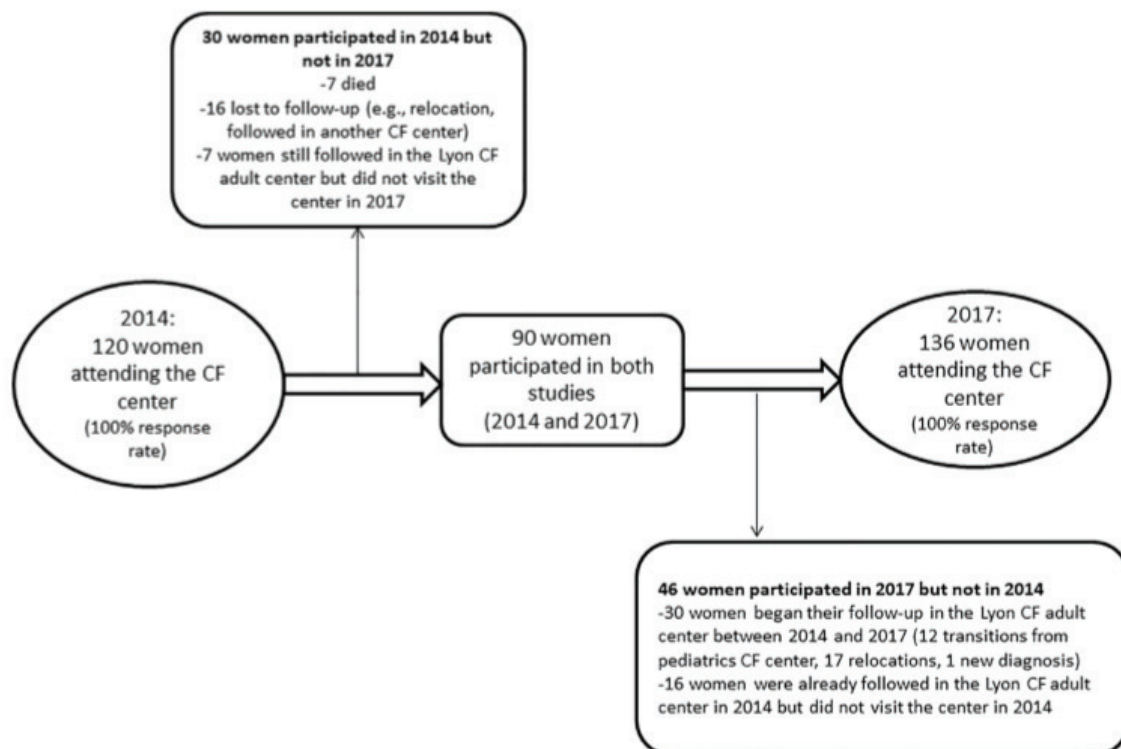 30 women participated in 2014 but
not in 2017
-7 died
-16 lost to follow-up (e.g., relocation,
followed in another CF center)
-7 women still followed in the Lyon CF
adult center but did not visit the
center in 2017
2014:
120 women
attending the CF
center
(100% response
rate)
90 women
participated in both
studies
(2014 and 2017)
2017:
136 women
attending the CF
center
(100% response
rate)
46 women participated in 2017 but not in 2014
-30 women began their follow-up in the Lyon CF adult
center between 2014 and 2017 (12 transitions from
pediatrics CF center, 17 relocations, 1 new diagnosis)
-16 women were already followed in the Lyon CF adult
center in 2014 but did not visit the center in 2014